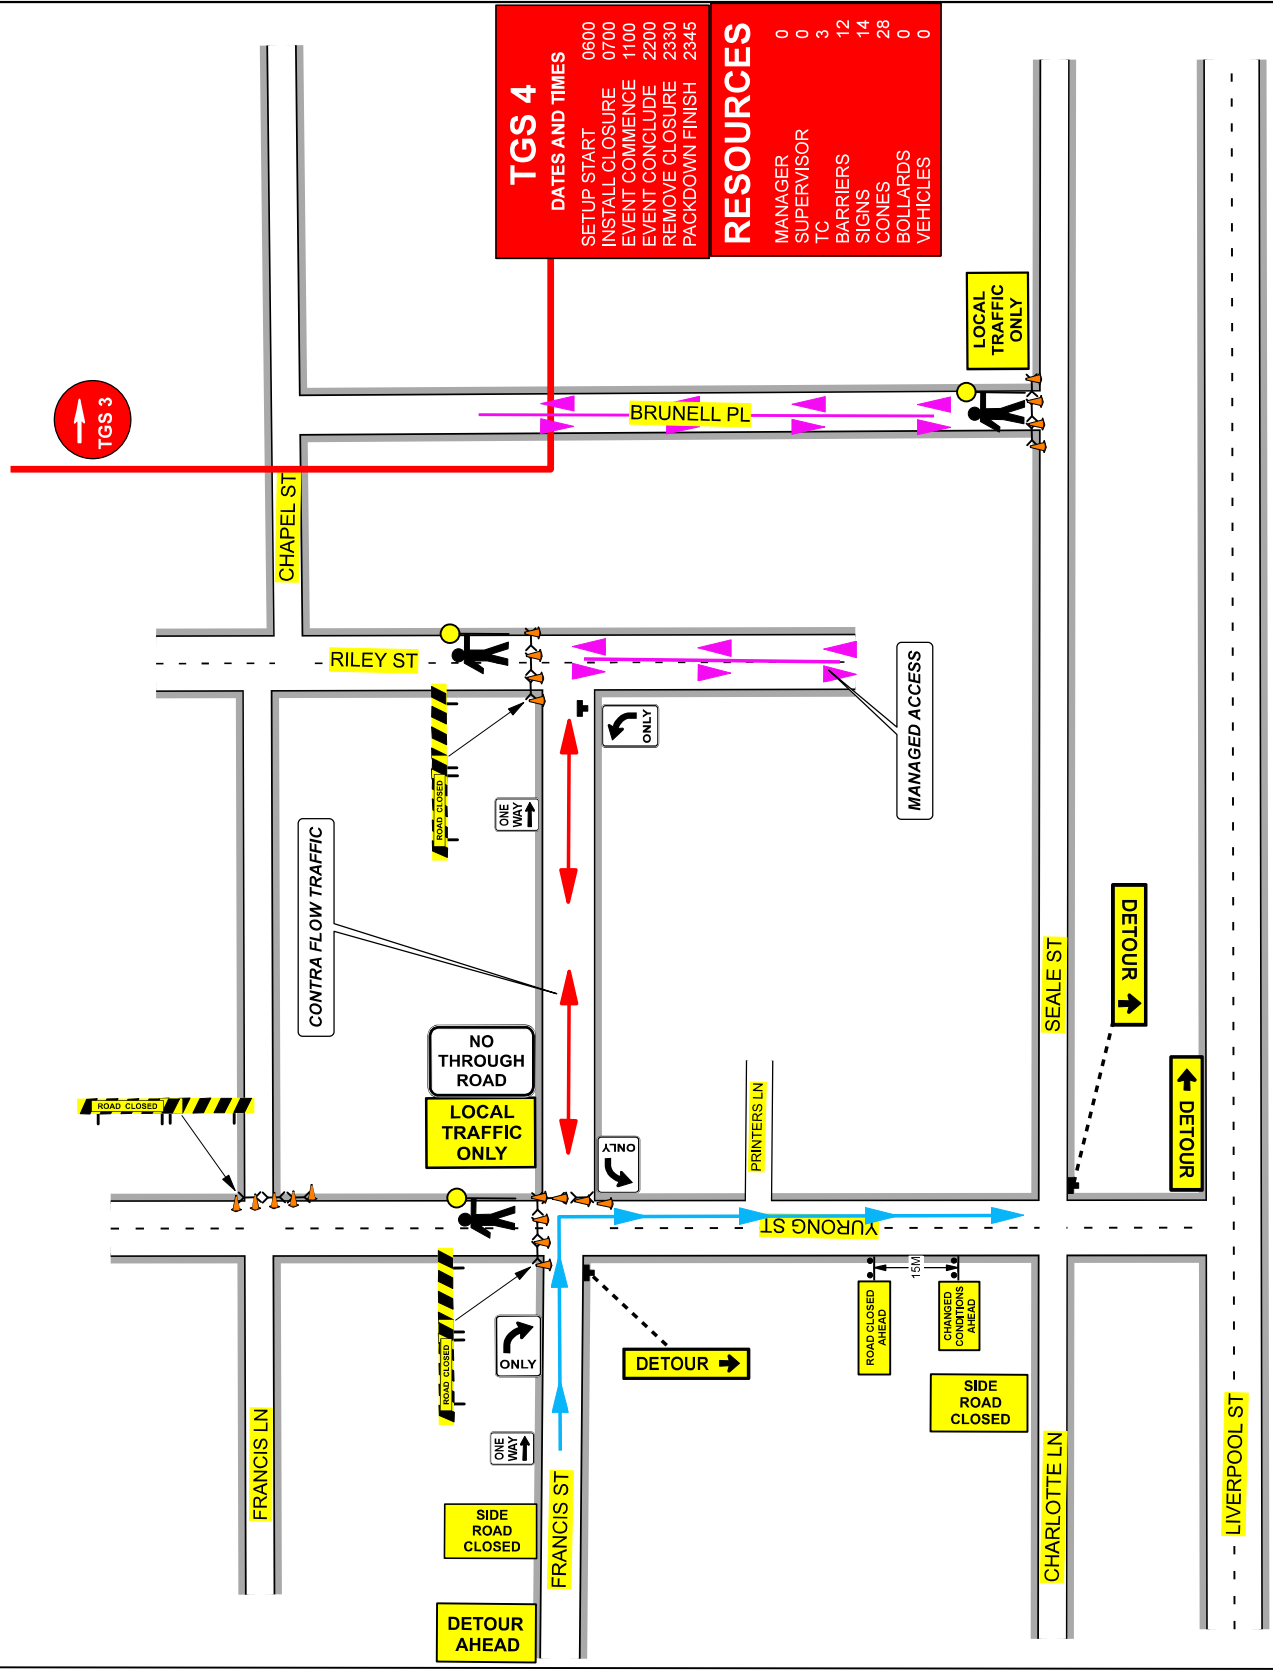 TGS 4
DATES AND TIMES
SETUP START 0600
INSTALL CLOSURE 0700
EVENT COMMENCE 1100
EVENT CONCLUDE 2200
REMOVE CLOSURE 2330
PACKDOWN FINISH 2345
RESOURCES
MANAGER 0
SUPERVISOR 0
TC 3
BARRIERS 12
SIGNS 14
CONES 28
BOLLARDS 0
VEHICLES 0
TGS 3
LOCAL
TRAFFIC
ONLY
BRUNELL PL
CHAPEL ST
RILEY ST
ROAD CLOSED
ONLY
MANAGED ACCESS
ONE
WAY
CONTRA FLOW TRAFFIC
NO
THROUGH
ROAD
LOCAL
TRAFFIC
ONLY
ROAD CLOSED
ONLY
PRINTERS LN
SEALE ST
DETOUR
DETOUR
YURONG ST
15M
ROAD CLOSED
AHEAD
CHANGED
CONDITIONS
AHEAD
SIDE
ROAD
CLOSED
DETOUR
ROAD CLOSED
ONLY
ONE
WAY
FRANCIS LN
FRANCIS ST
SIDE
ROAD
CLOSED
DETOUR
AHEAD
CHARLOTTE LN
LIVERPOOL ST